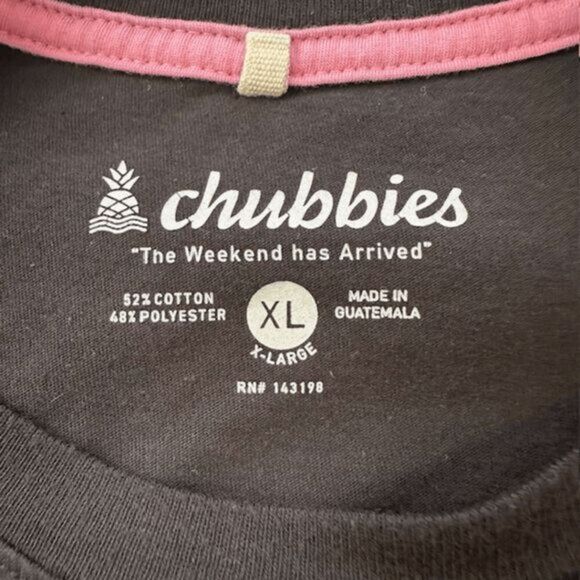 chubbies
"The Weekend has Arrived"
52% COTTON
48% POLYESTER
XL
X-LARGE
MADE IN
GUATEMALA
RN# 143198